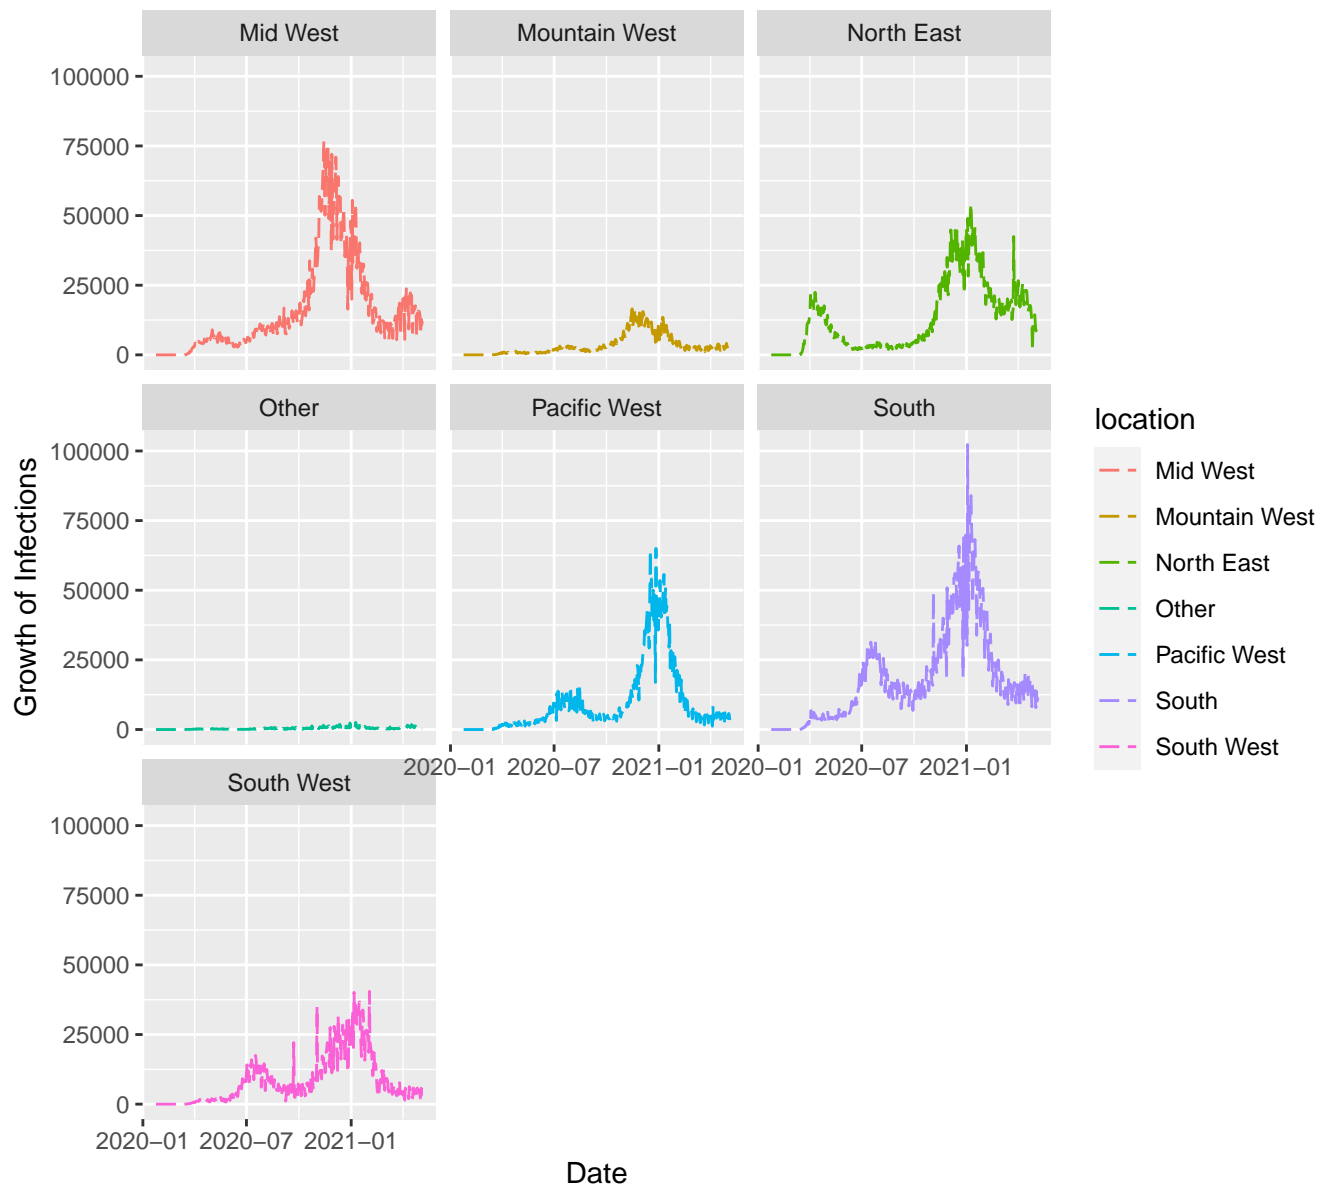 Mid West
Mountain West
North East
100000
75000
50000
25000
0
Other
Pacific West
South
100000
75000
50000
25000
0
2020−01 2020−07 2021−01 2020−01 2020−07 2021−01
South West
100000
75000
50000
25000
0
2020−01 2020−07 2021−01
Growth of Infections
Date
location
Mid West
Mountain West
North East
Other
Pacific West
South
South West